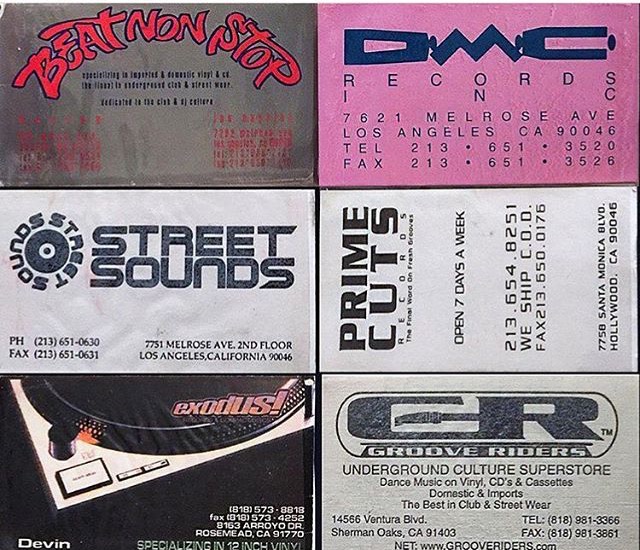 BEAT NON STOP
specializing in imported & domestic vinyl & cd.
the finest in underground club & street wear.
dedicated to the club & dj culture
DMC
RECORDS
INC
7621 MELROSE AVE
LOS ANGELES CA 90046
TEL 213 • 651 • 3520
FAX 213 • 651 • 3526
STREET SOUNDS
STREET
SOUNDS
PH (213) 651-0630
FAX (213) 651-0631
7751 MELROSE AVE. 2ND FLOOR
LOS ANGELES, CALIFORNIA 90046
PRIME
CUTS
RECORDS
The Final Word On Fresh Grooves
OPEN 7 DAYS A WEEK
213.654.8251
WE SHIP C.O.D.
FAX213.650.0176
7758 SANTA MONICA BLVD.
HOLLYWOOD, CA 90046
exodus!
(818) 573 · 8818
fax (818) 573 · 4252
8163 ARROYO DR.
ROSEMEAD, CA 91770
Devin
SPECIALIZING IN 12 INCH VINYL
GR
TM
GROOVE RIDERS
UNDERGROUND CULTURE SUPERSTORE
Dance Music on Vinyl, CD's & Cassettes
Domestic & Imports
The Best in Club & Street Wear
14566 Ventura Blvd.
Sherman Oaks, CA 91403
TEL: (818) 981-3366
FAX: (818) 981-3861
NET: www.GROOVERIDERS.com